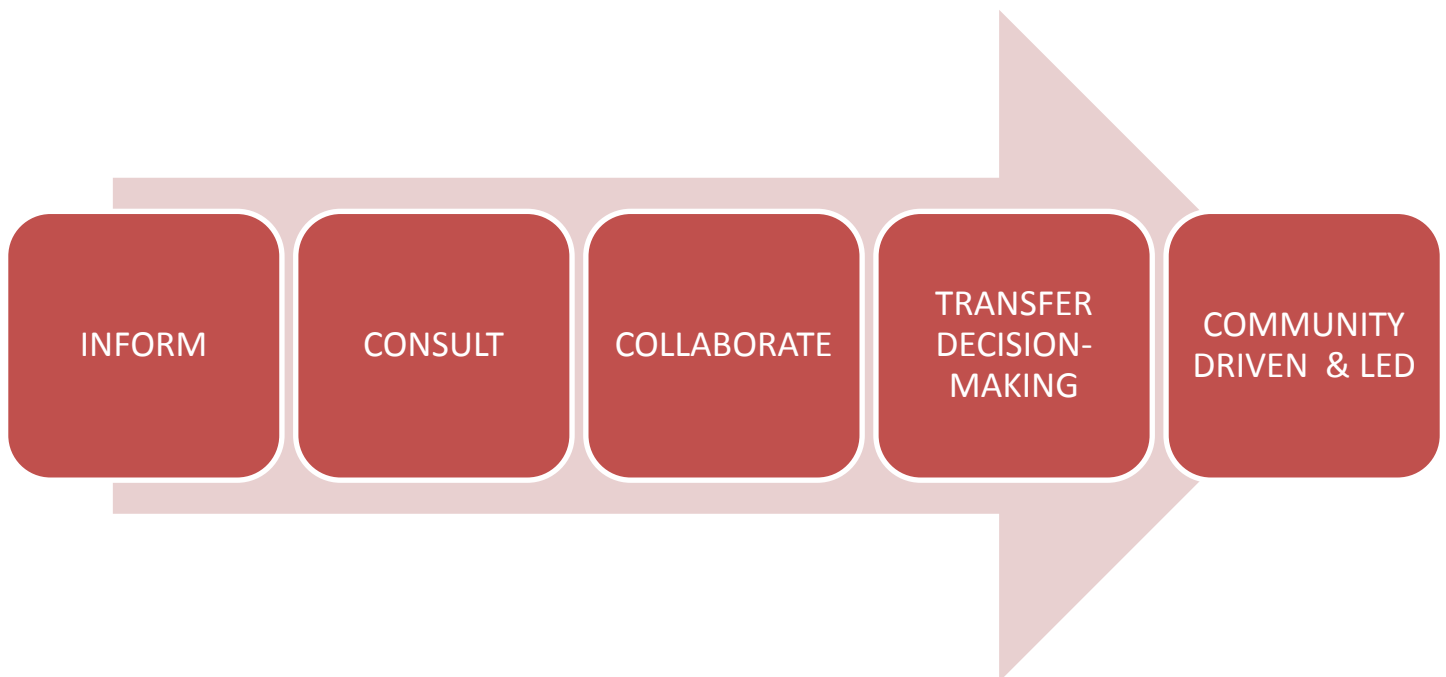 INFORM
CONSULT
COLLABORATE
TRANSFER
DECISION-
MAKING
COMMUNITY
DRIVEN  & LED